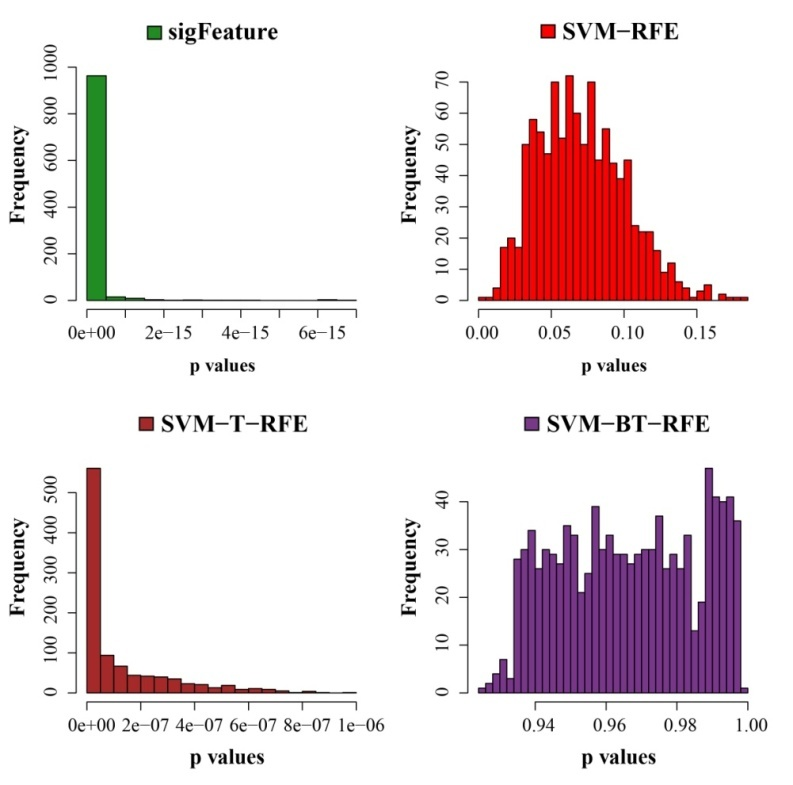 sigFeature
Frequency
0 200 400 600 800 1000
0e+00 2e−15 4e−15 6e−15
p values
SVM−RFE
Frequency
0 10 20 30 40 50 60 70
0.00 0.05 0.10 0.15
p values
SVM−T−RFE
Frequency
0 100 200 300 400 500
0e+00 2e−07 4e−07 6e−07 8e−07 1e−06
p values
SVM−BT−RFE
Frequency
0 10 20 30 40
0.94 0.96 0.98 1.00
p values